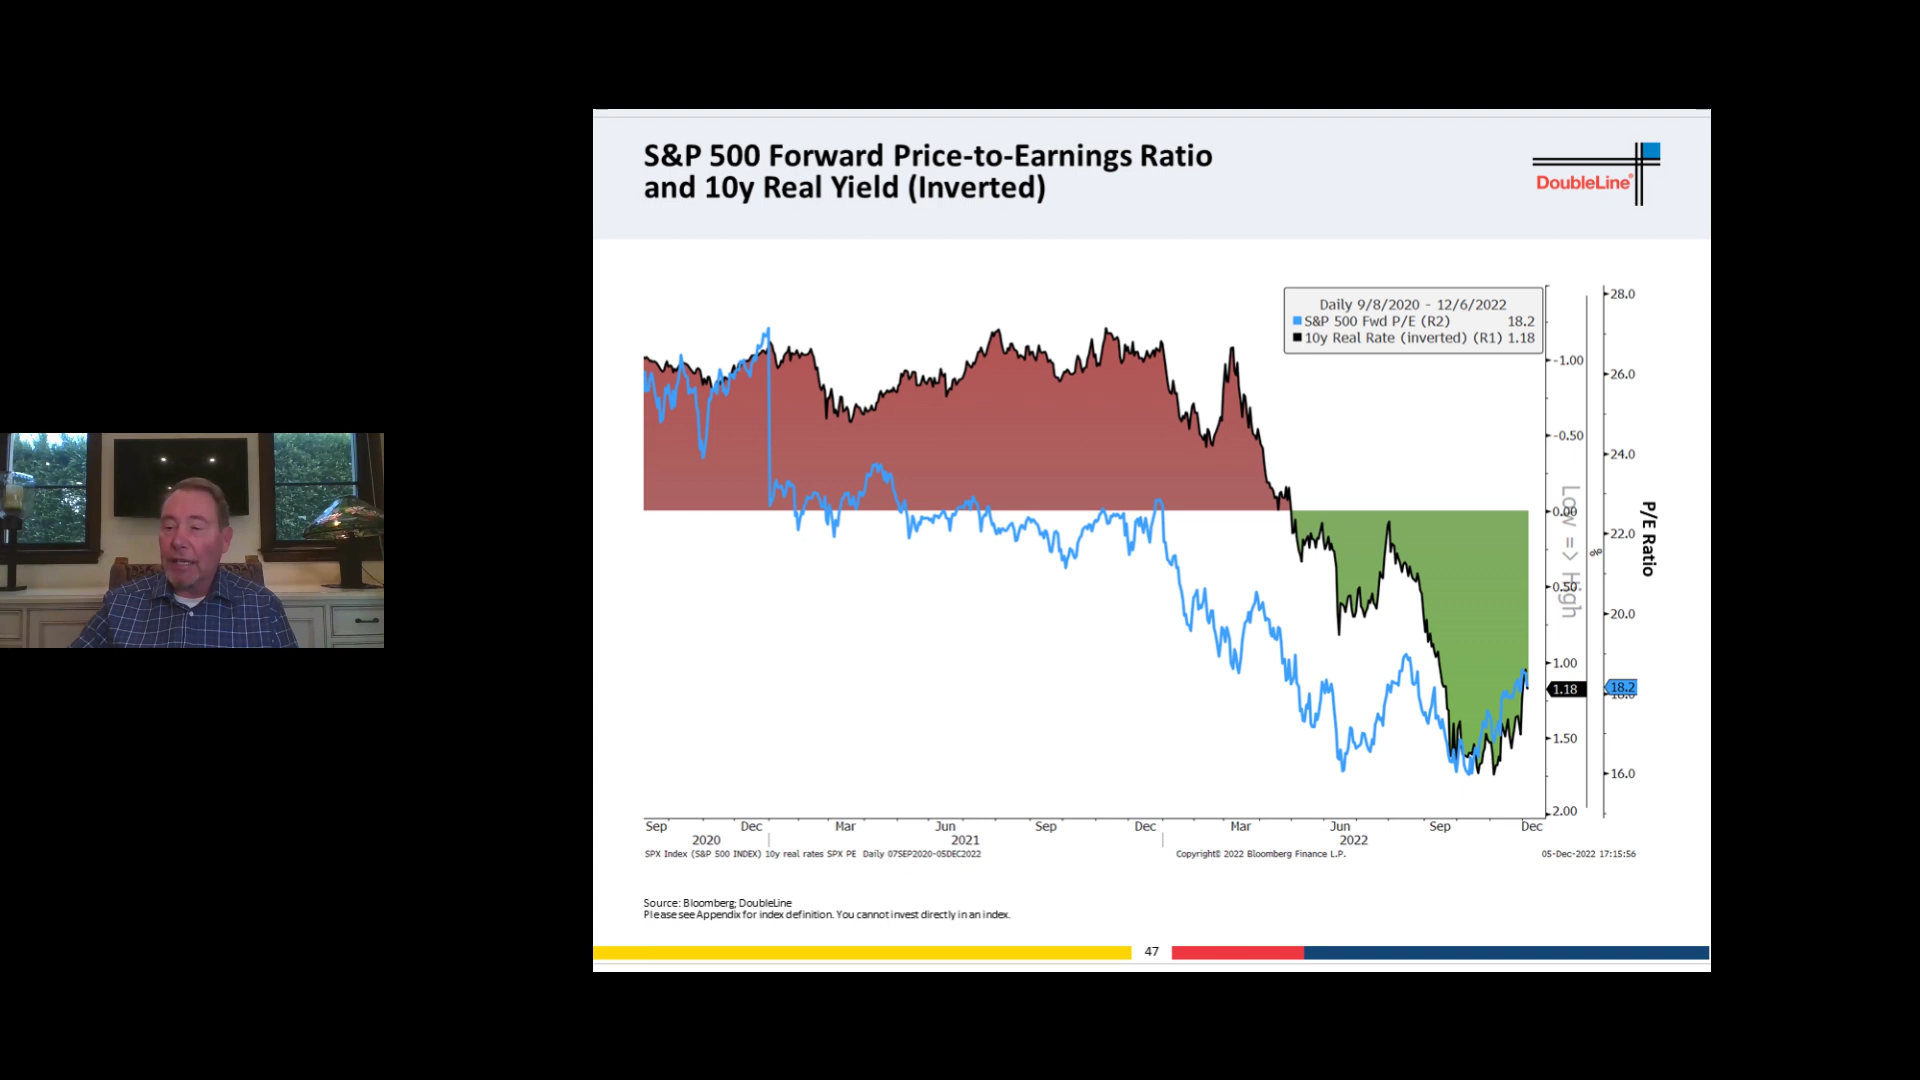 S&P 500 Forward Price-to-Earnings Ratio
and 10y Real Yield (Inverted)
DoubleLine®
Daily 9/8/2020 - 12/6/2022
S&P 500 Fwd P/E (R2) 18.2
10y Real Rate (inverted) (R1) 1.18
-1.00
-0.50
0.00
0.50
1.00
1.18
1.50
2.00
Low => High
%
28.0
26.0
24.0
22.0
20.0
18.2
18.0
16.0
P/E Ratio
Sep Dec Mar Jun Sep Dec Mar Jun Sep Dec
2020 2021 2022
SPX Index (S&P 500 INDEX) 10y real rates SPX PE Daily 07SEP2020-05DEC2022 Copyright© 2022 Bloomberg Finance L.P. 05-Dec-2022 17:15:56
Source: Bloomberg; DoubleLine
Please see Appendix for index definition. You cannot invest directly in an index.
47